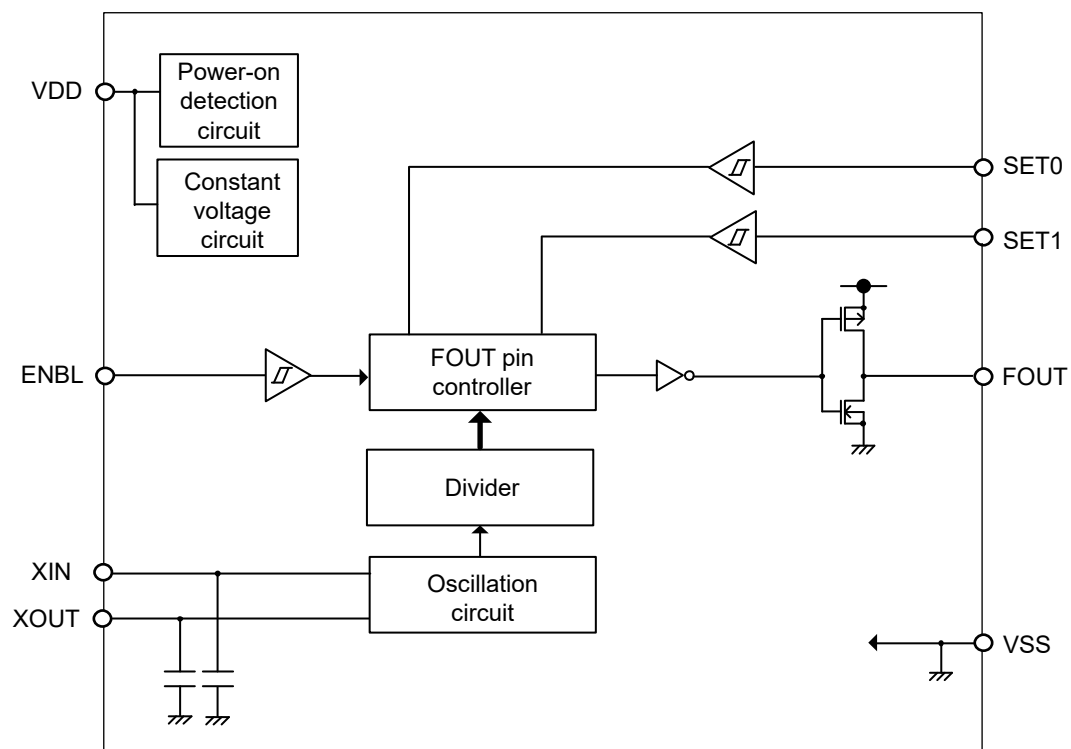 VDD
Power-on
detection
circuit
Constant
voltage
circuit
SET0
SET1
ENBL
FOUT pin
controller
FOUT
Divider
XIN
XOUT
Oscillation
circuit
VSS